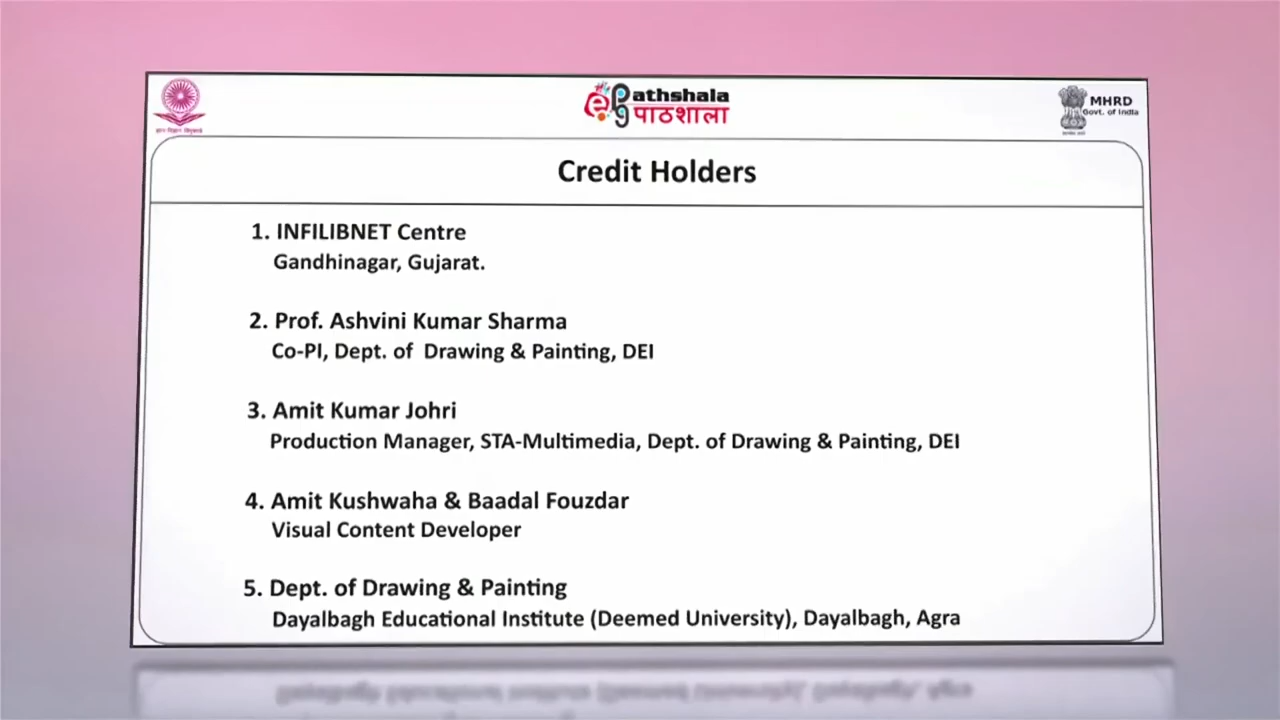 ePG Pathshala
पाठशाला
MHRD
Govt. of India
Credit Holders
1. INFILIBNET Centre
Gandhinagar, Gujarat.
2. Prof. Ashvini Kumar Sharma
Co-PI, Dept. of Drawing & Painting, DEI
3. Amit Kumar Johri
Production Manager, STA-Multimedia, Dept. of Drawing & Painting, DEI
4. Amit Kushwaha & Baadal Fouzdar
Visual Content Developer
5. Dept. of Drawing & Painting
Dayalbagh Educational Institute (Deemed University), Dayalbagh, Agra